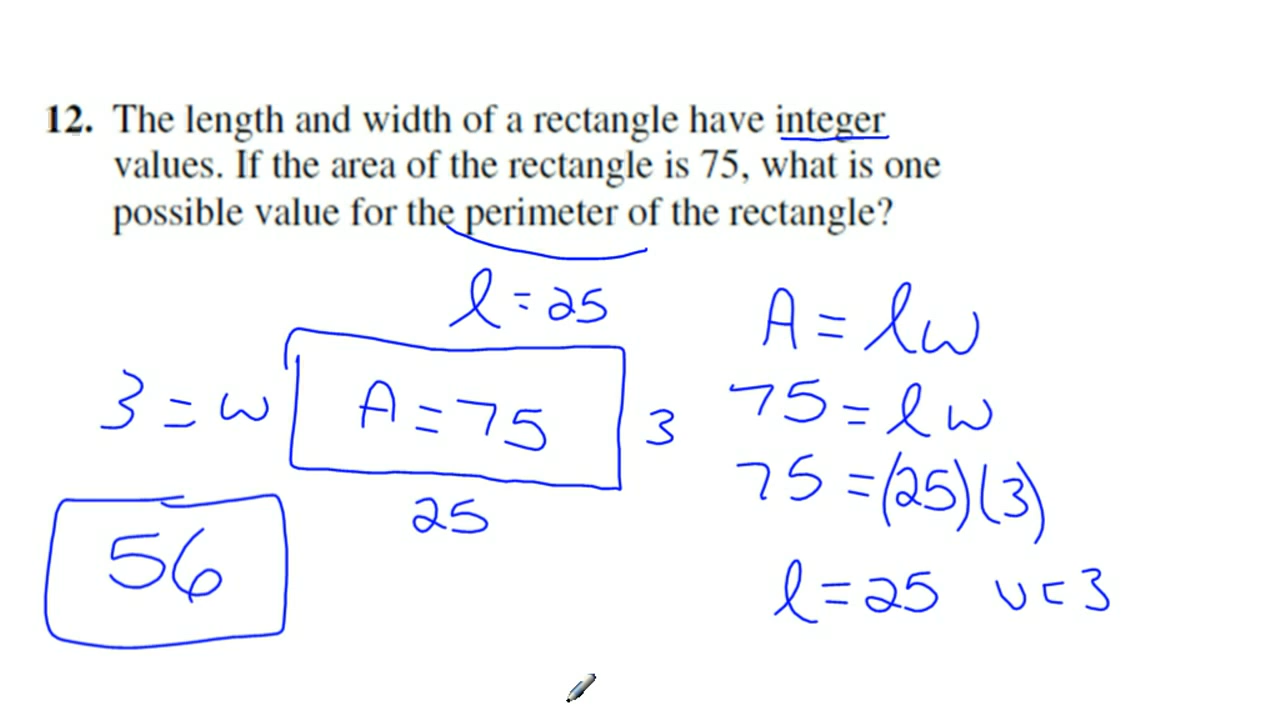 12. The length and width of a rectangle have integer
values. If the area of the rectangle is 75, what is one
possible value for the perimeter of the rectangle?
l = 25
3 = w
A = 75
3
25
56
A = lw
75 = lw
75 = (25)(3)
l = 25 w = 3